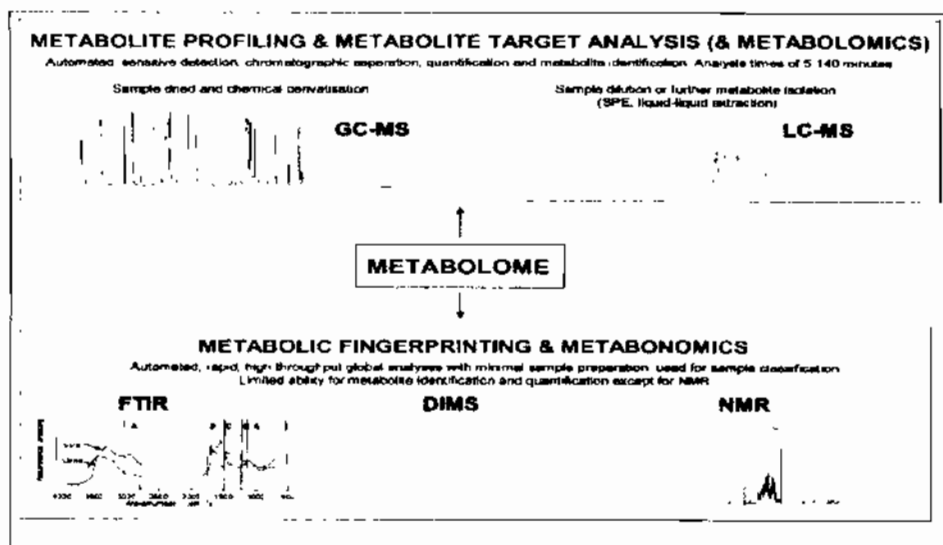 METABOLITE PROFILING & METABOLITE TARGET ANALYSIS (& METABOLOMICS)
Automated, sensitive detection, chromatographic seperation, quantification and metabolite identification. Analysis times of 5-140 minutes
Sample dried and chemical derivatisation
Sample dilution or further metabolite isolation
(SPE, liquid-liquid extraction)
GC-MS
LC-MS
METABOLOME
METABOLIC FINGERPRINTING & METABONOMICS
Automated, rapid, high throughput global analyses with minimal sample preparation used for sample classification
Limited ability for metabolite identification and quantification except for NMR
FTIR
DIMS
NMR